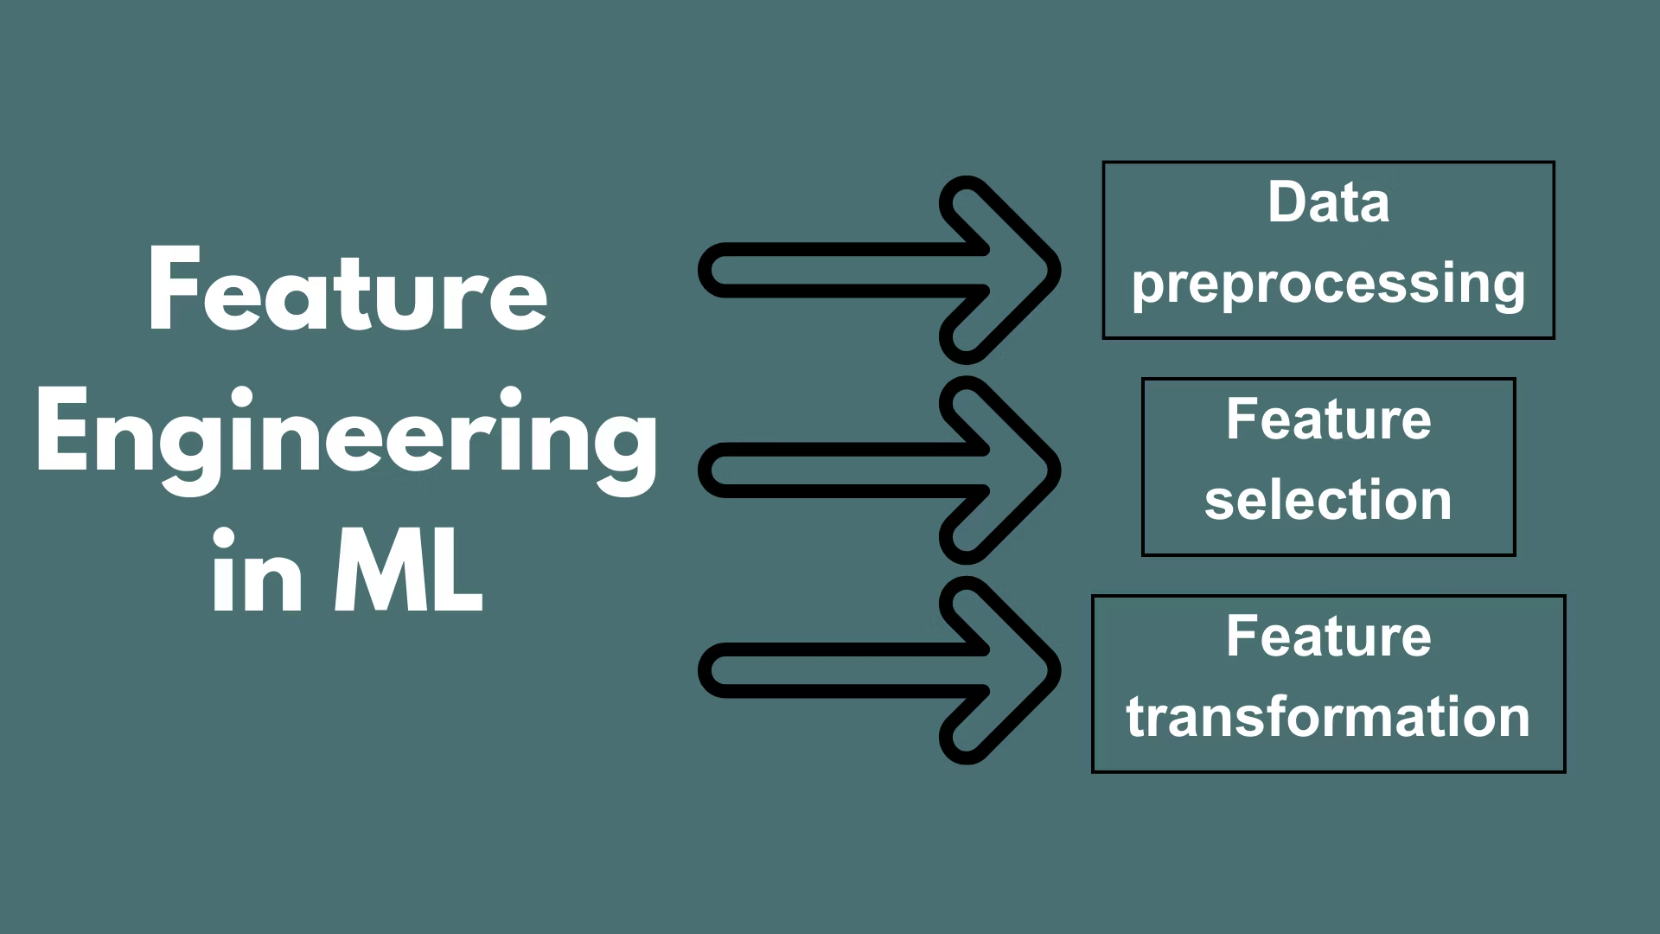 Feature
Engineering
in ML
Data
preprocessing
Feature
selection
Feature
transformation